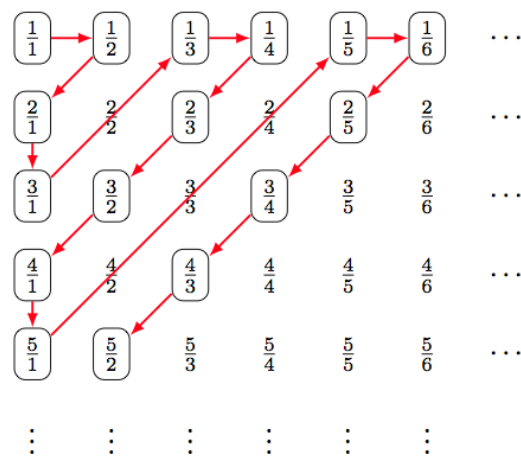 1/1 1/2 1/3 1/4 1/5 1/6 ⋯
2/1 2/2 2/3 2/4 2/5 2/6 ⋯
3/1 3/2 3/3 3/4 3/5 3/6 ⋯
4/1 4/2 4/3 4/4 4/5 4/6 ⋯
5/1 5/2 5/3 5/4 5/5 5/6 ⋯
⋮ ⋮ ⋮ ⋮ ⋮ ⋮